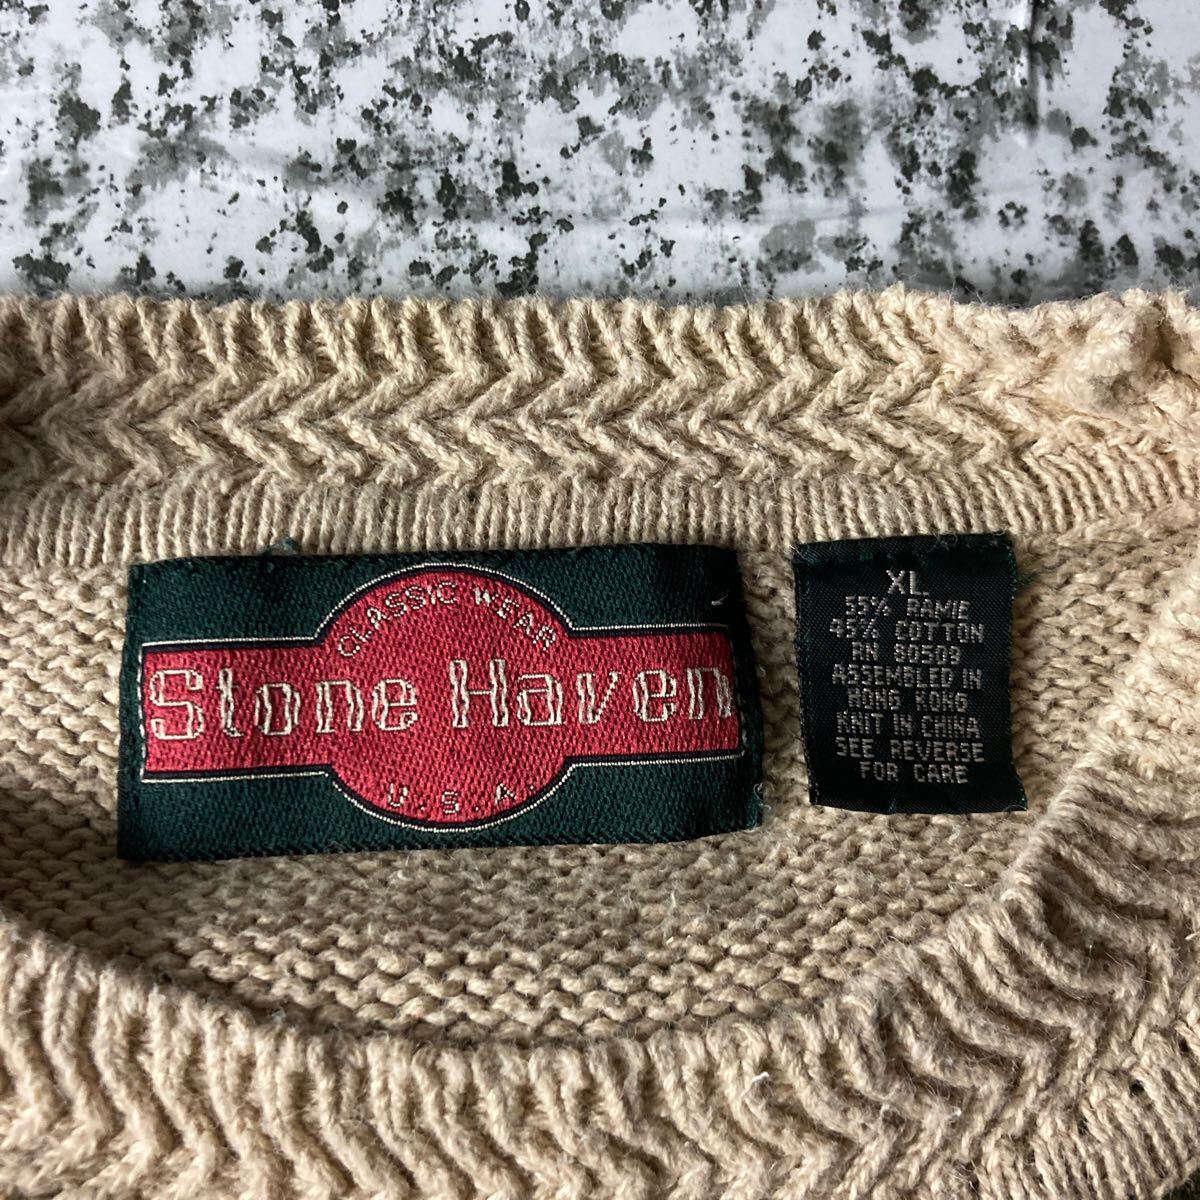 CLASSIC WEAR
Stone Haven
U.S.A.
XL
55% RAMIE
45% COTTON
RN 80508
ASSEMBLED IN
HONG KONG
KNIT IN CHINA
SEE REVERSE
FOR CARE